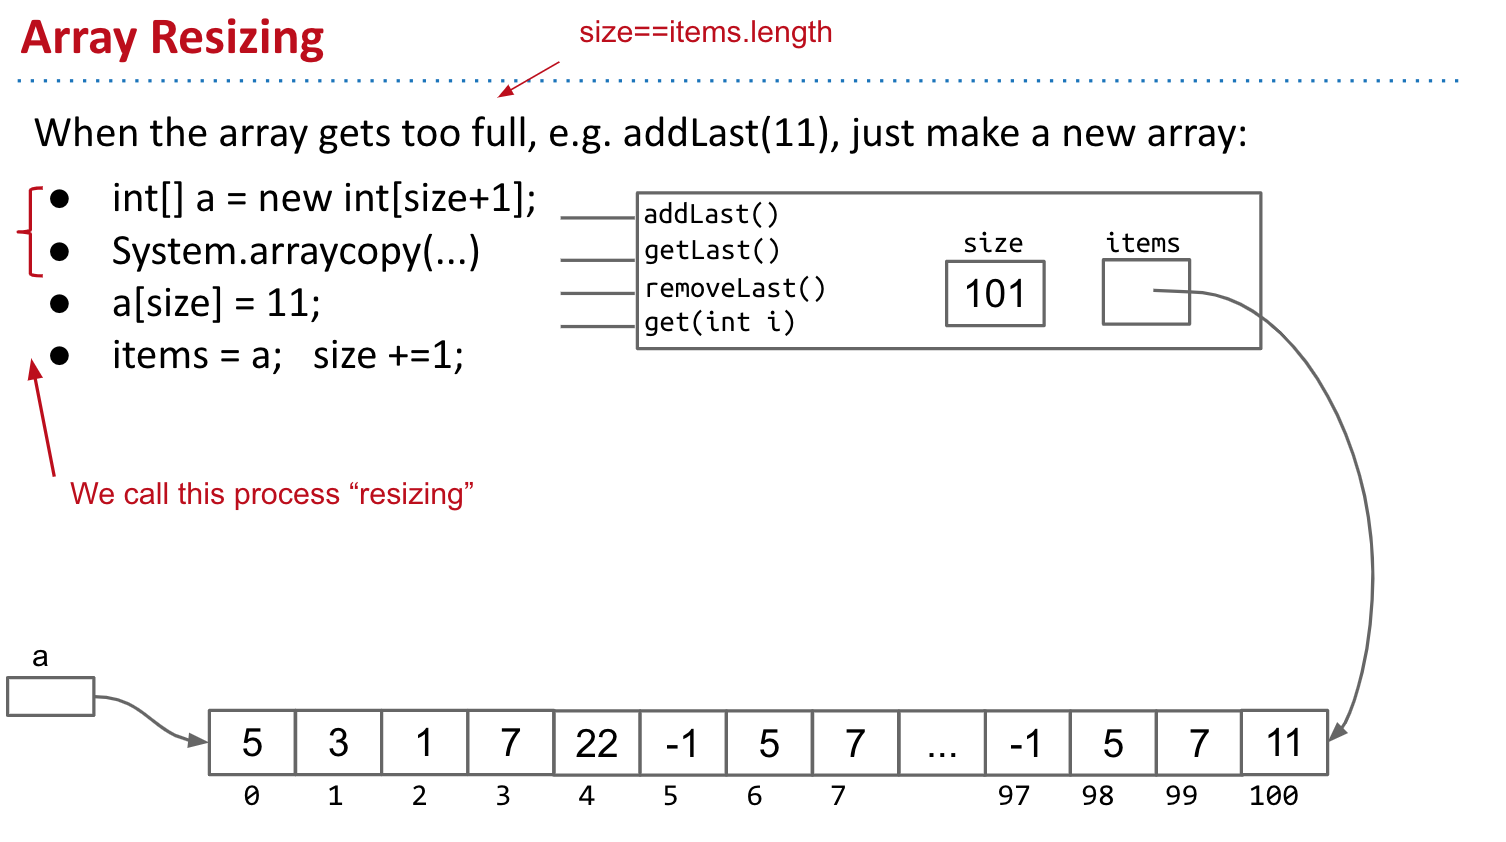 Array Resizing
size==items.length
When the array gets too full, e.g. addLast(11), just make a new array:
● int[] a = new int[size+1];
● System.arraycopy(...)
● a[size] = 11;
● items = a; size +=1;
We call this process “resizing”
addLast()
getLast()
removeLast()
get(int i)
size
101
items
a
5 3 1 7 22 -1 5 7 ... -1 5 7 11
0 1 2 3 4 5 6 7 97 98 99 100